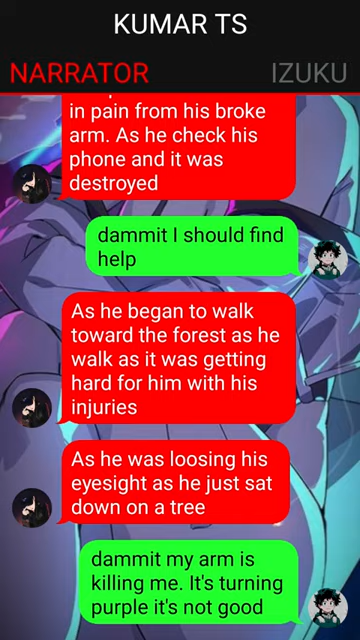 KUMAR TS
NARRATOR
IZUKU
in pain from his broke
arm. As he check his
phone and it was
destroyed
dammit I should find
help
As he began to walk
toward the forest as he
walk as it was getting
hard for him with his
injuries
As he was loosing his
eyesight as he just sat
down on a tree
dammit my arm is
killing me. It's turning
purple it's not good